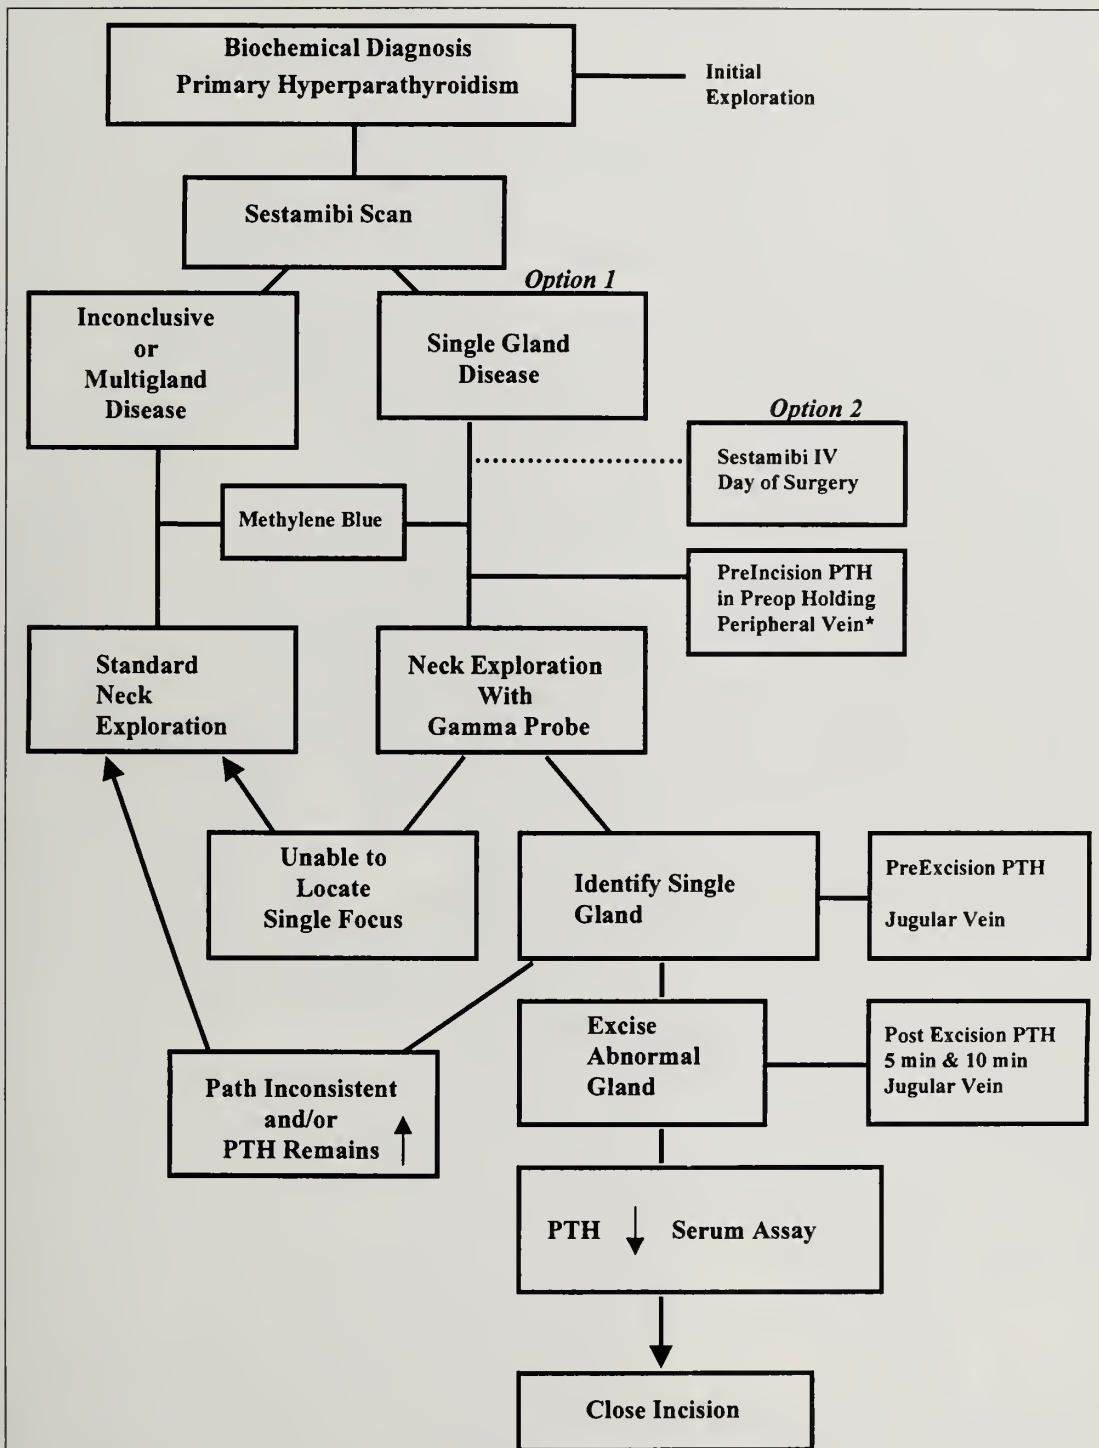 Biochemical Diagnosis
Primary Hyperparathyroidism
Initial
Exploration
Sestamibi Scan
Option 1
Inconclusive
or
Multigland
Disease
Single Gland
Disease
Option 2
Sestamibi IV
Day of Surgery
Methylene Blue
PreIncision PTH
in Preop Holding
Peripheral Vein*
Standard
Neck
Exploration
Neck Exploration
With
Gamma Probe
Unable to
Locate
Single Focus
Identify Single
Gland
PreExcision PTH
Jugular Vein
Excise
Abnormal
Gland
Post Excision PTH
5 min & 10 min
Jugular Vein
Path Inconsistent
and/or
PTH Remains ↑
PTH ↓ Serum Assay
Close Incision